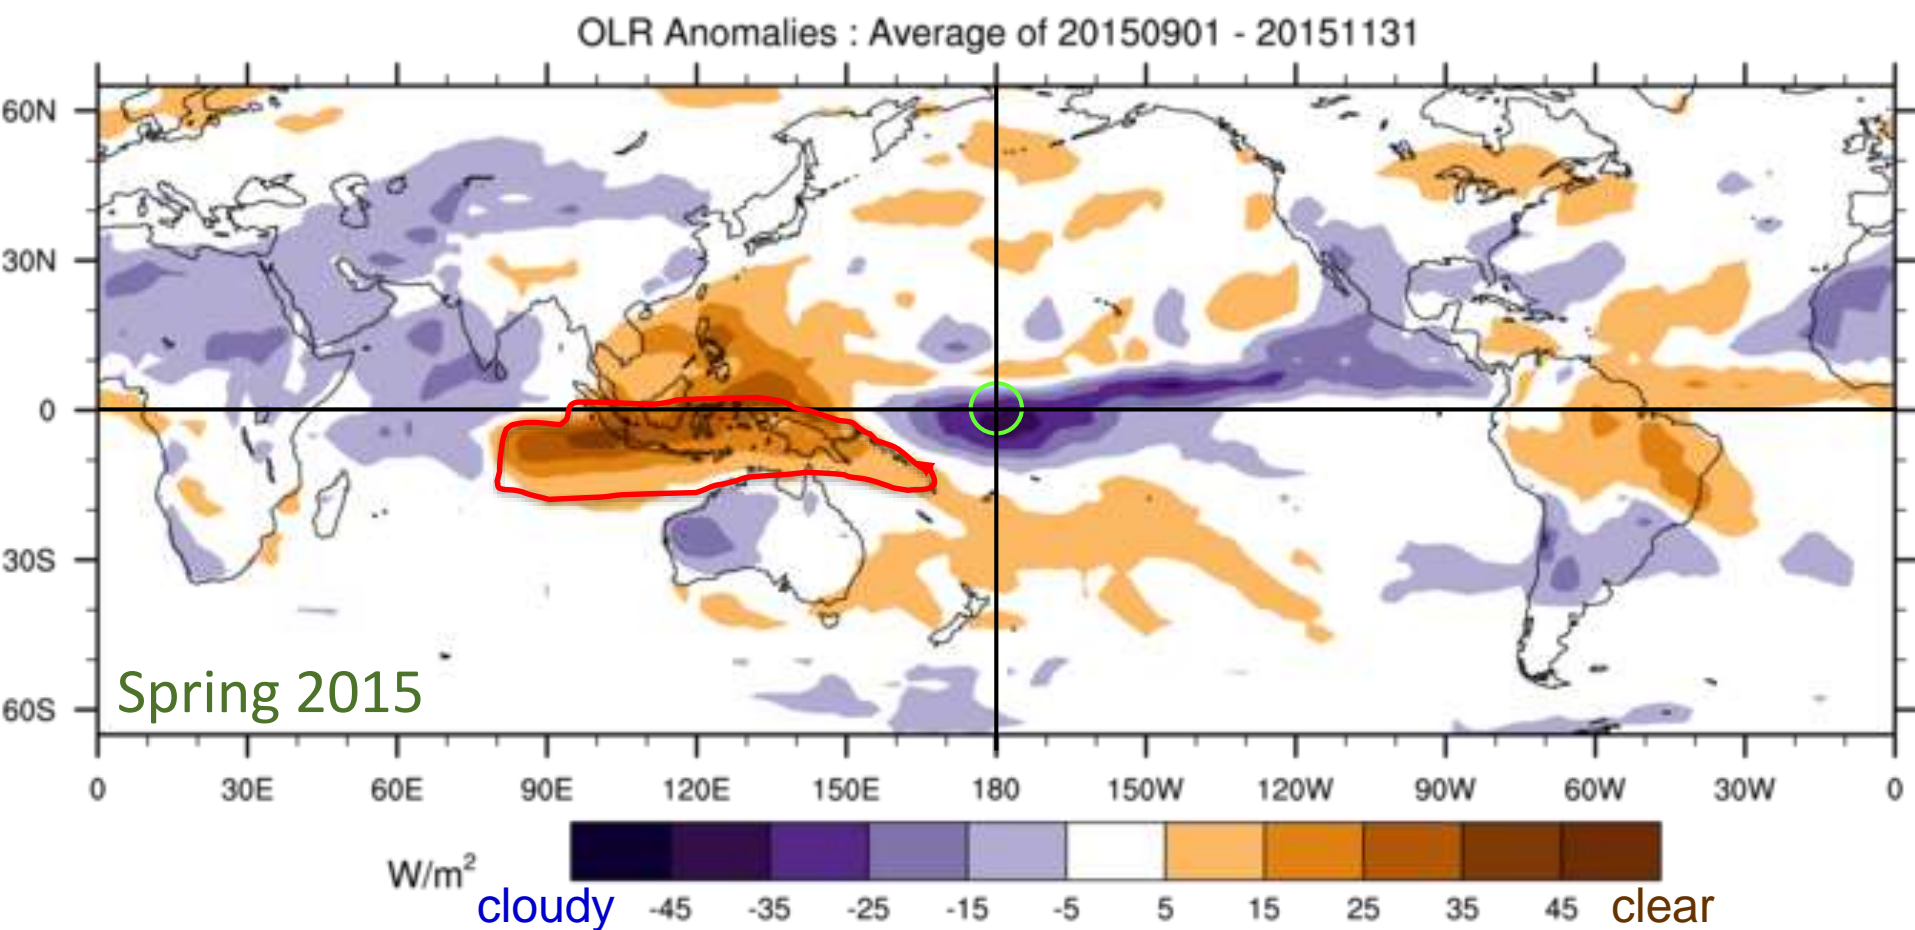 OLR Anomalies : Average of 20150901 - 20151131
60N
30N
0
30S
60S
Spring 2015
0 30E 60E 90E 120E 150E 180 150W 120W 90W 60W 30W 0
W/m²
cloudy -45 -35 -25 -15 -5 5 15 25 35 45 clear